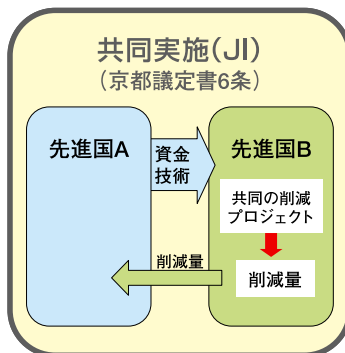 共同実施(JI)
(京都議定書6条)
先進国A
資金
技術
先進国B
共同の削減
プロジェクト
削減量
削減量